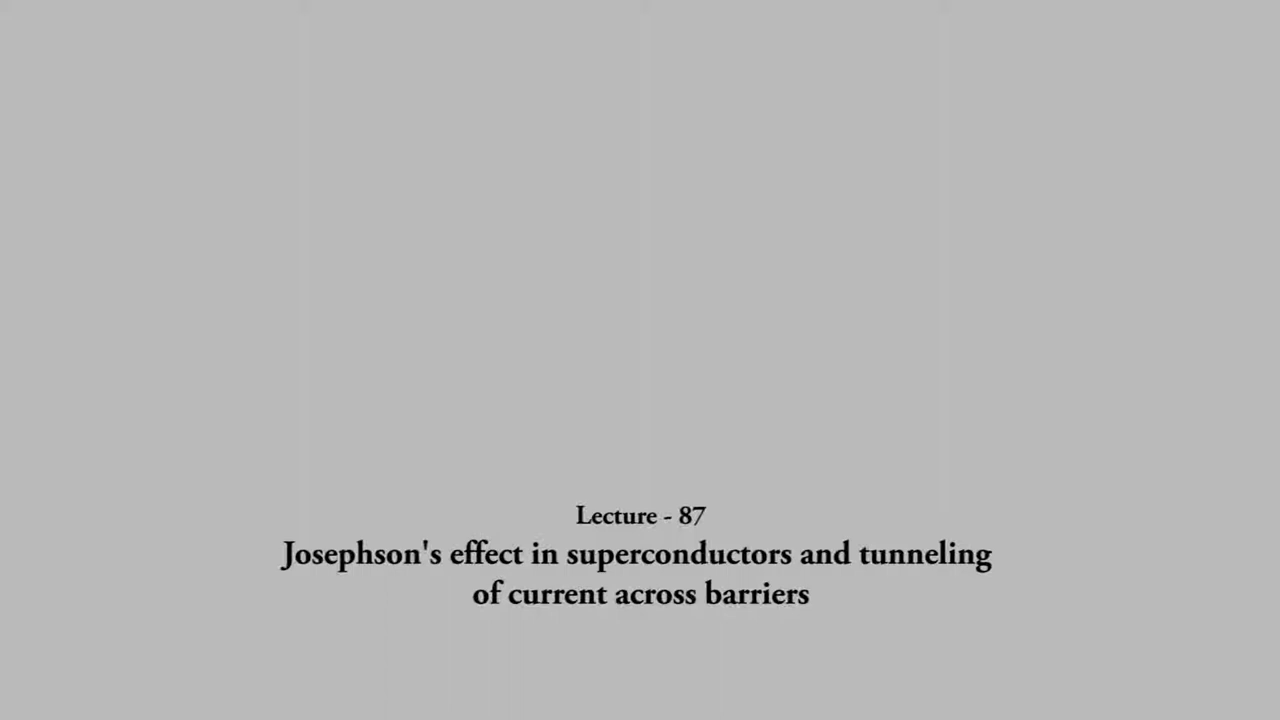 Lecture - 87
Josephson's effect in superconductors and tunneling
of current across barriers